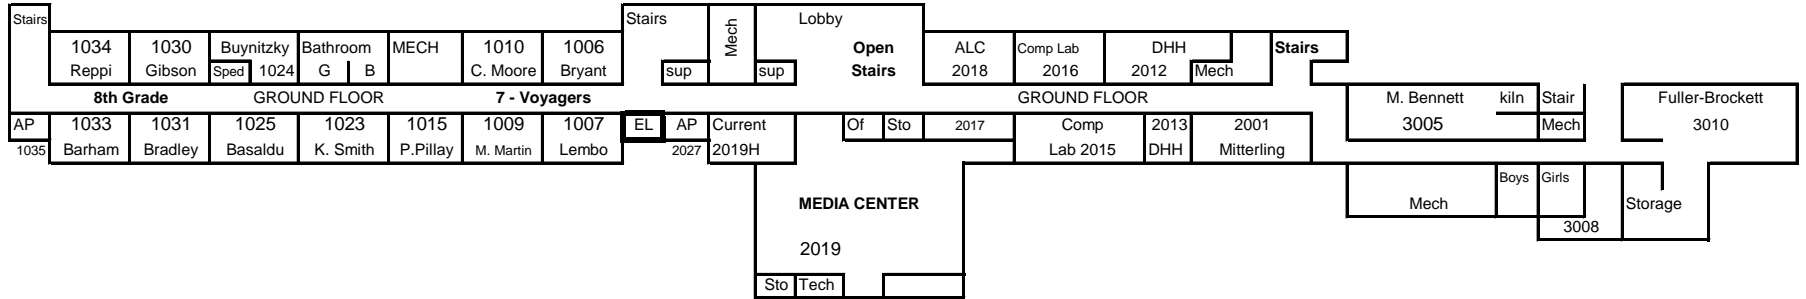 Stairs Stairs Mech Lobby
1034 1030 Buynitzky Bathroom MECH 1010 1006 Open ALC Comp Lab DHH Stairs
Reppi Gibson Sped 1024 G B C. Moore Bryant sup sup Stairs 2018 2016 2012 Mech
8th Grade GROUND FLOOR 7 - Voyagers GROUND FLOOR M. Bennett kiln Stair Fuller-Brockett
AP 1033 1031 1025 1023 1015 1009 1007 EL AP Current Of Sto 2017 Comp 2013 2001 3005 Mech 3010
1035 Barham Bradley Basaldu K. Smith P.Pillay M. Martin Lembo 2027 2019H Lab 2015 DHH Mitterling
Boys Girls
MEDIA CENTER Mech Storage
3008
2019
Sto Tech